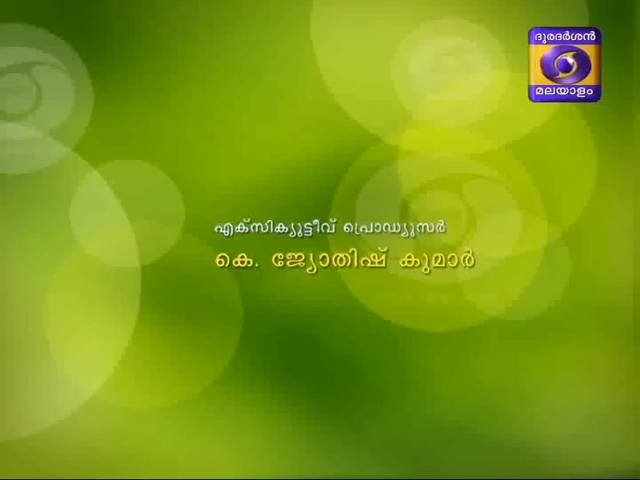 ദൂരദർശൻ
മലയാളം
എക്സിക്യൂട്ടീവ് പ്രൊഡ്യൂസർ
കെ. ജ്യോതിഷ് കുമാർ